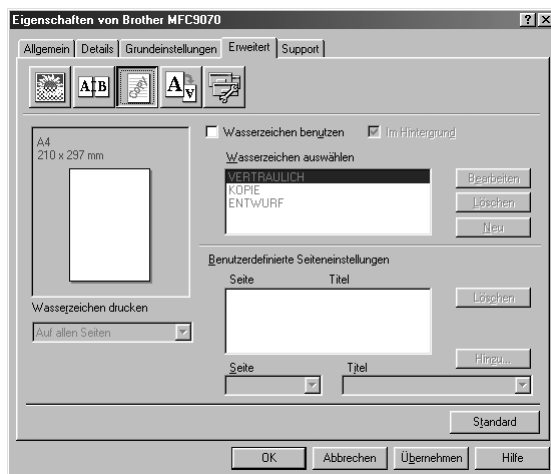 Eigenschaften von Brother MFC9070
Allgemein Details Grundeinstellungen Erweitert Support
A B
Copy
A A
A4
210 x 297 mm
Wasserzeichen benutzen Im Hintergrund
Wasserzeichen auswählen
VERTRAULICH
KOPIE
ENTWURF
Bearbeiten
Löschen
Neu
Benutzerdefinierte Seiteneinstellungen
Seite Titel
Löschen
Hinzu...
Seite Titel
Wasserzeichen drucken
Auf allen Seiten
Standard
OK Abbrechen Übernehmen Hilfe